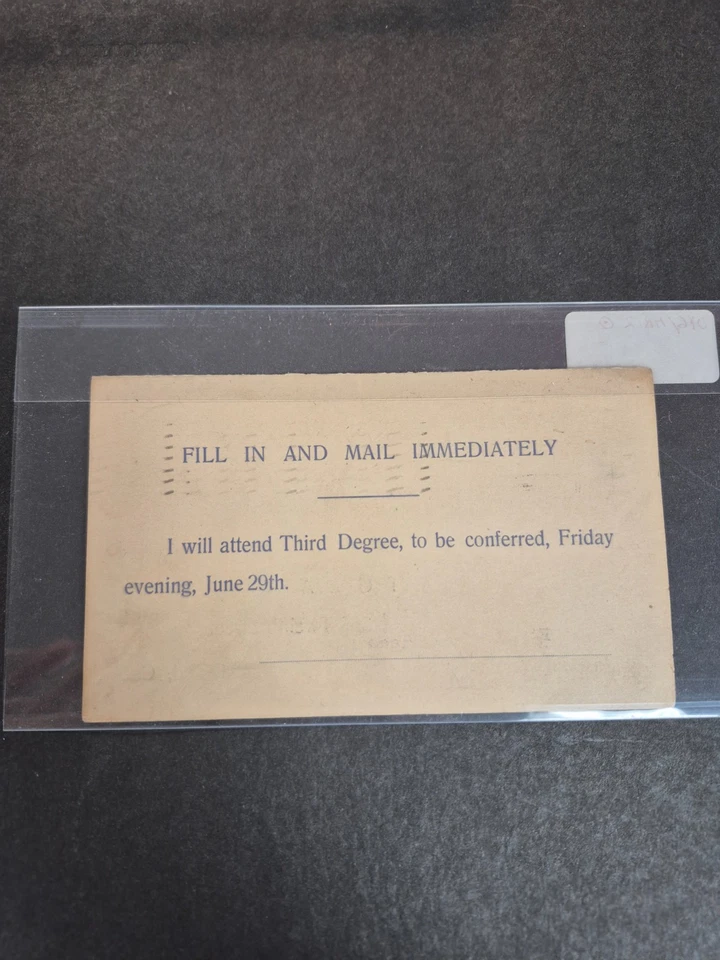 FILL IN AND MAIL IMMEDIATELY
I will attend Third Degree, to be conferred, Friday
evening, June 29th.